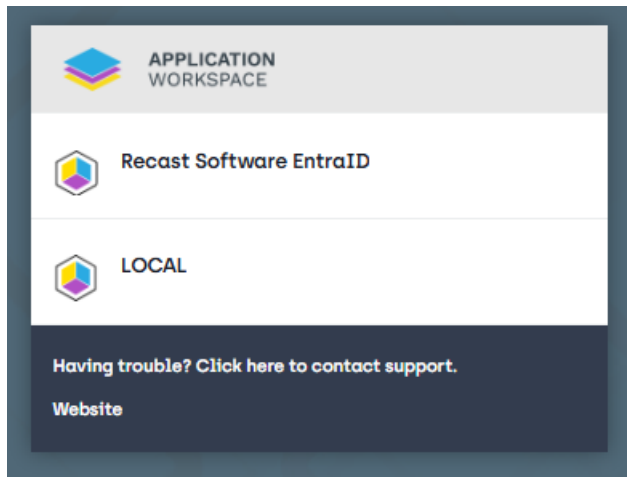 APPLICATION
WORKSPACE
Recast Software EntraID
LOCAL
Having trouble? Click here to contact support.
Website